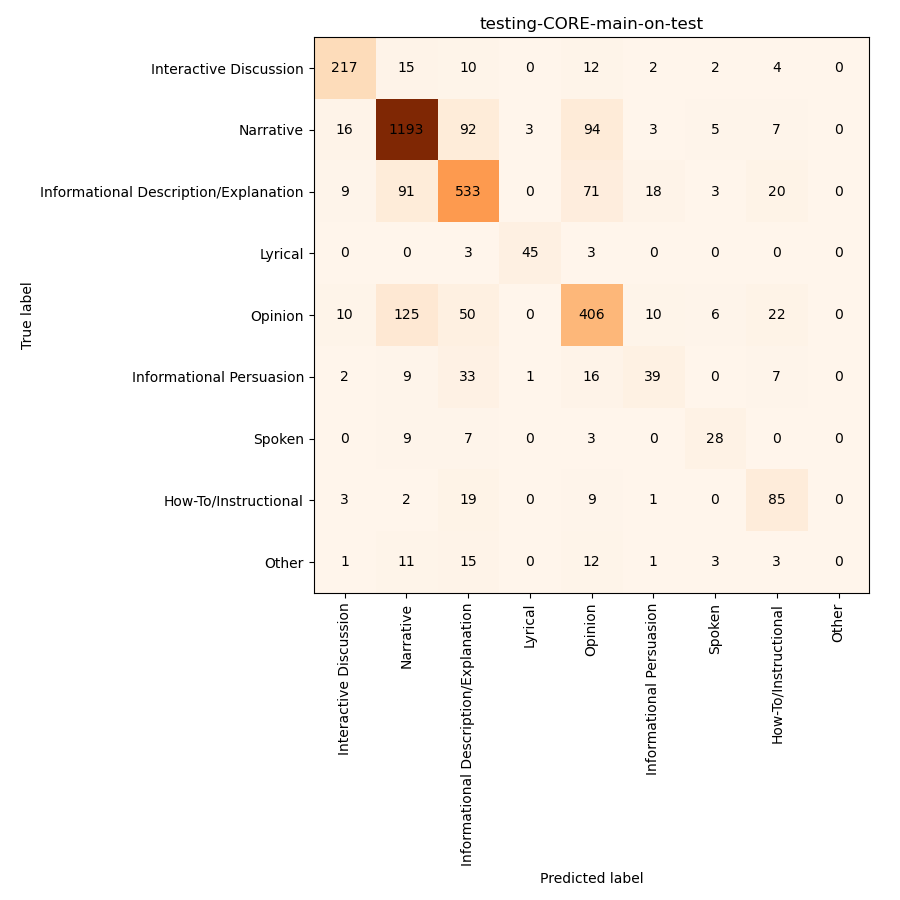 testing-CORE-main-on-test
Interactive Discussion 217 15 10 0 12 2 2 4 0
Narrative 16 1193 92 3 94 3 5 7 0
Informational Description/Explanation 9 91 533 0 71 18 3 20 0
Lyrical 0 0 3 45 3 0 0 0 0
Opinion 10 125 50 0 406 10 6 22 0
Informational Persuasion 2 9 33 1 16 39 0 7 0
Spoken 0 9 7 0 3 0 28 0 0
How-To/Instructional 3 2 19 0 9 1 0 85 0
Other 1 11 15 0 12 1 3 3 0
True label
Interactive Discussion
Narrative
Informational Description/Explanation
Lyrical
Opinion
Informational Persuasion
Spoken
How-To/Instructional
Other
Predicted label